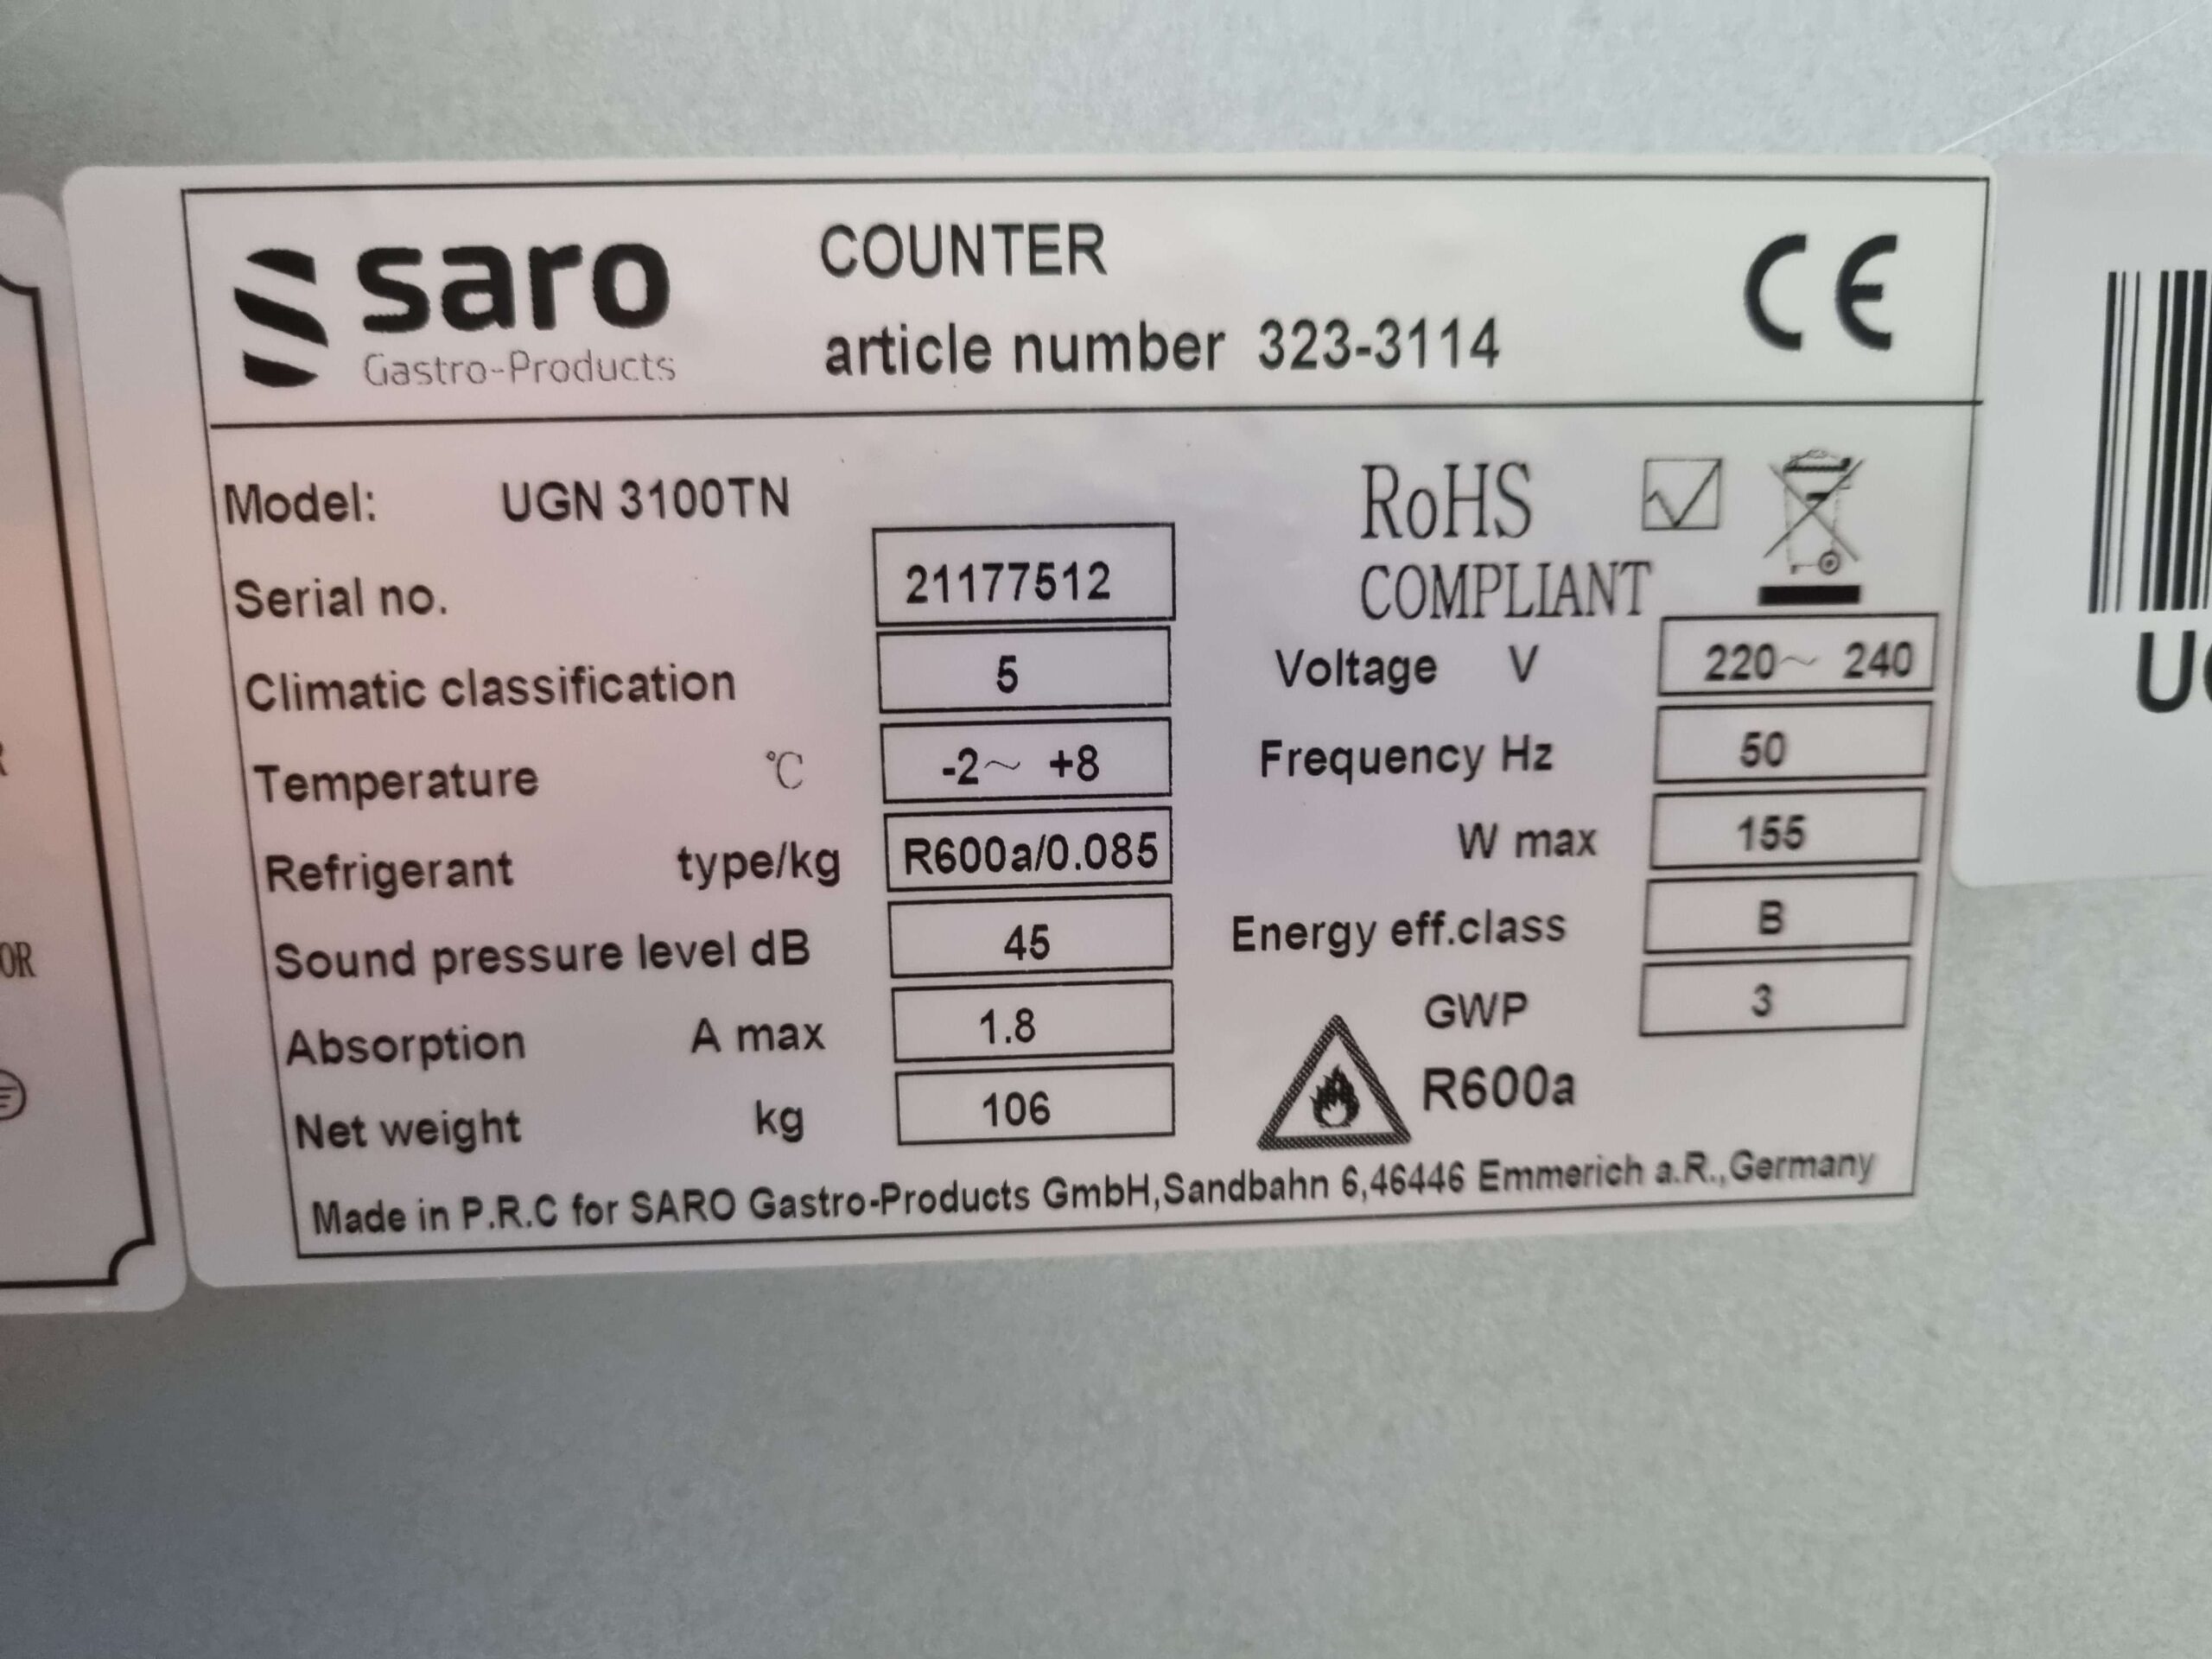 saro
Gastro-Products
COUNTER
article number 323-3114
CE
Model: UGN 3100TN
Serial no. 21177512
Climatic classification 5
Temperature ℃ -2~ +8
Refrigerant type/kg R600a/0.085
Sound pressure level dB 45
Absorption A max 1.8
Net weight kg 106
RoHS
COMPLIANT
Voltage V 220~ 240
Frequency Hz 50
W max 155
Energy eff.class B
GWP 3
R600a
Made in P.R.C for SARO Gastro-Products GmbH,Sandbahn 6,46446 Emmerich a.R.,Germany
OR